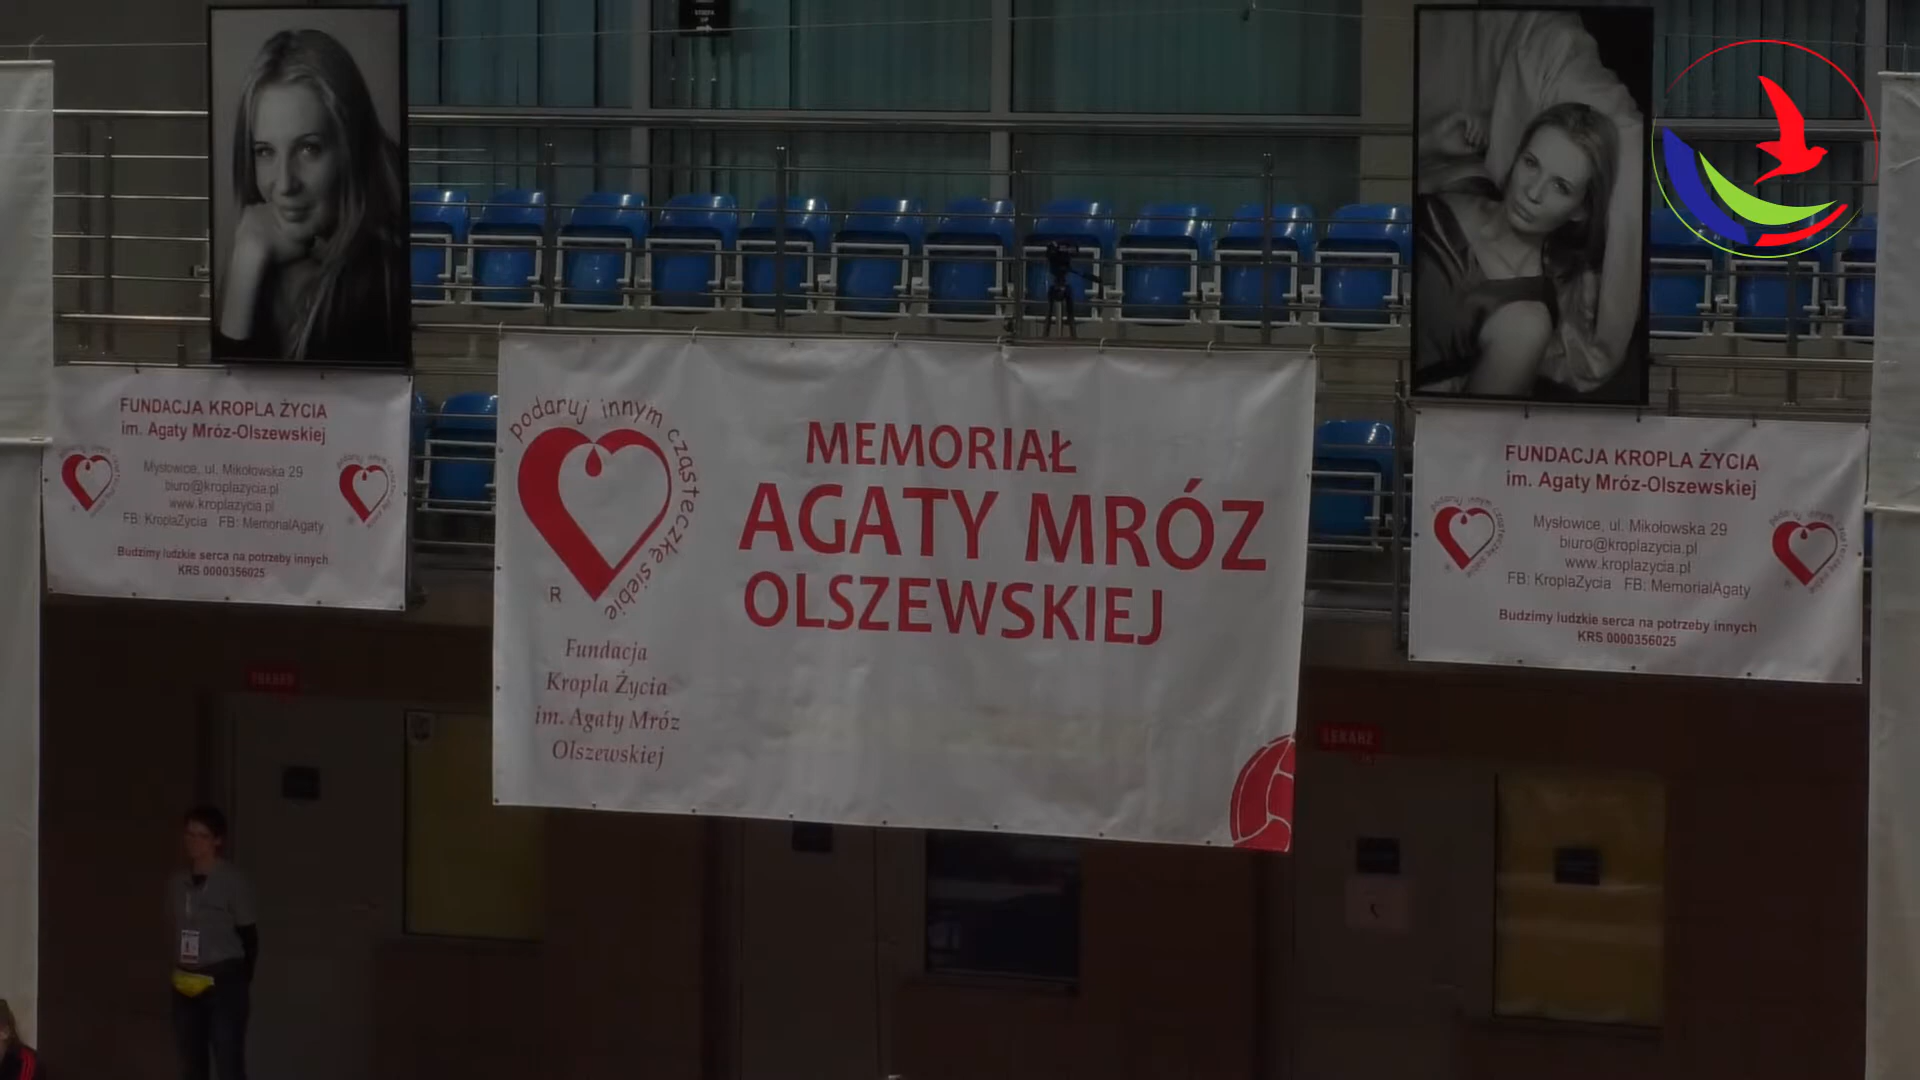 FUNDACJA KROPLA ŻYCIA
im. Agaty Mróz-Olszewskiej
Mysłowice, ul. Mikołowska 29
biuro@kroplazycia.pl
www.kroplazycia.pl
FB: KroplaZycia FB: MemorialAgaty
Budzimy ludzkie serca na potrzeby innych
KRS 0000356025
podaruj innym cząsteczkę siebie
R
Fundacja
Kropla Życia
im. Agaty Mróz
Olszewskiej
MEMORIAŁ
AGATY MRÓZ
OLSZEWSKIEJ
FUNDACJA KROPLA ŻYCIA
im. Agaty Mróz-Olszewskiej
Mysłowice, ul. Mikołowska 29
biuro@kroplazycia.pl
www.kroplazycia.pl
FB: KroplaZycia FB: MemorialAgaty
Budzimy ludzkie serca na potrzeby innych
KRS 0000356025
LEKARZ